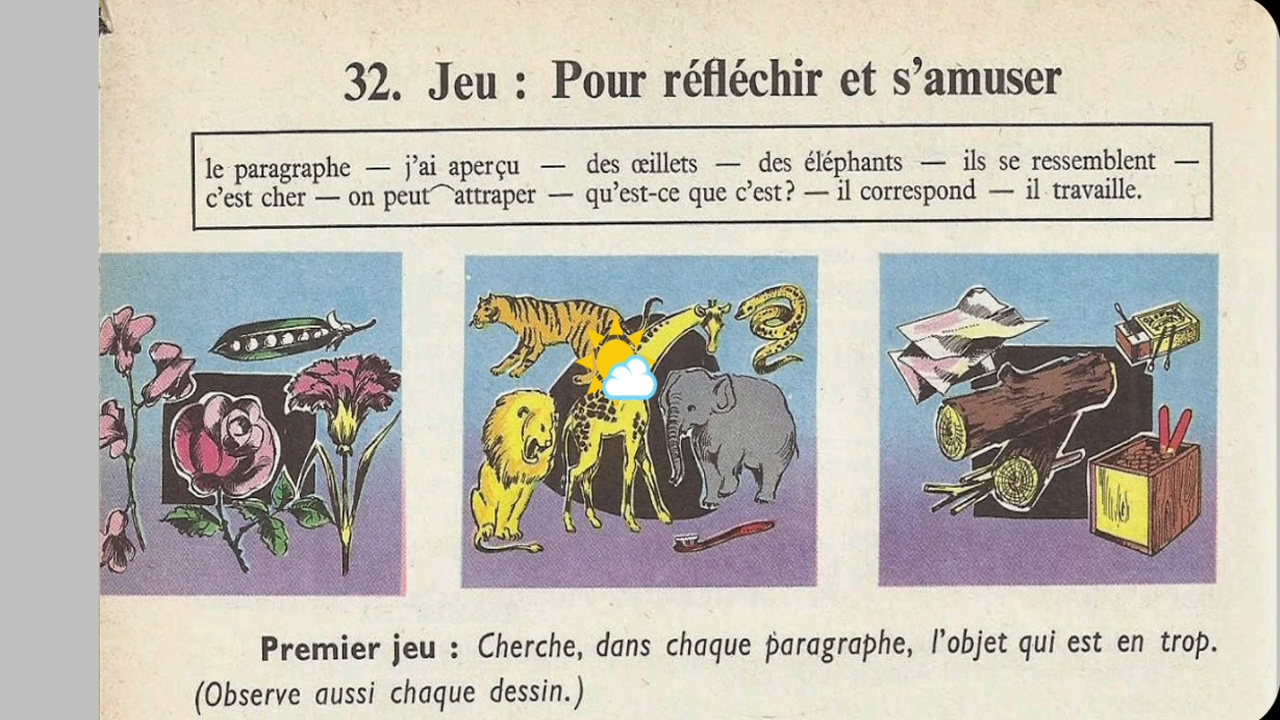 32. Jeu : Pour réfléchir et s'amuser
le paragraphe — j'ai aperçu — des œillets — des éléphants — ils se ressemblent —
c'est cher — on peut‿attraper — qu'est-ce que c'est? — il correspond — il travaille.
Premier jeu : Cherche, dans chaque paragraphe, l'objet qui est en trop.
(Observe aussi chaque dessin.)